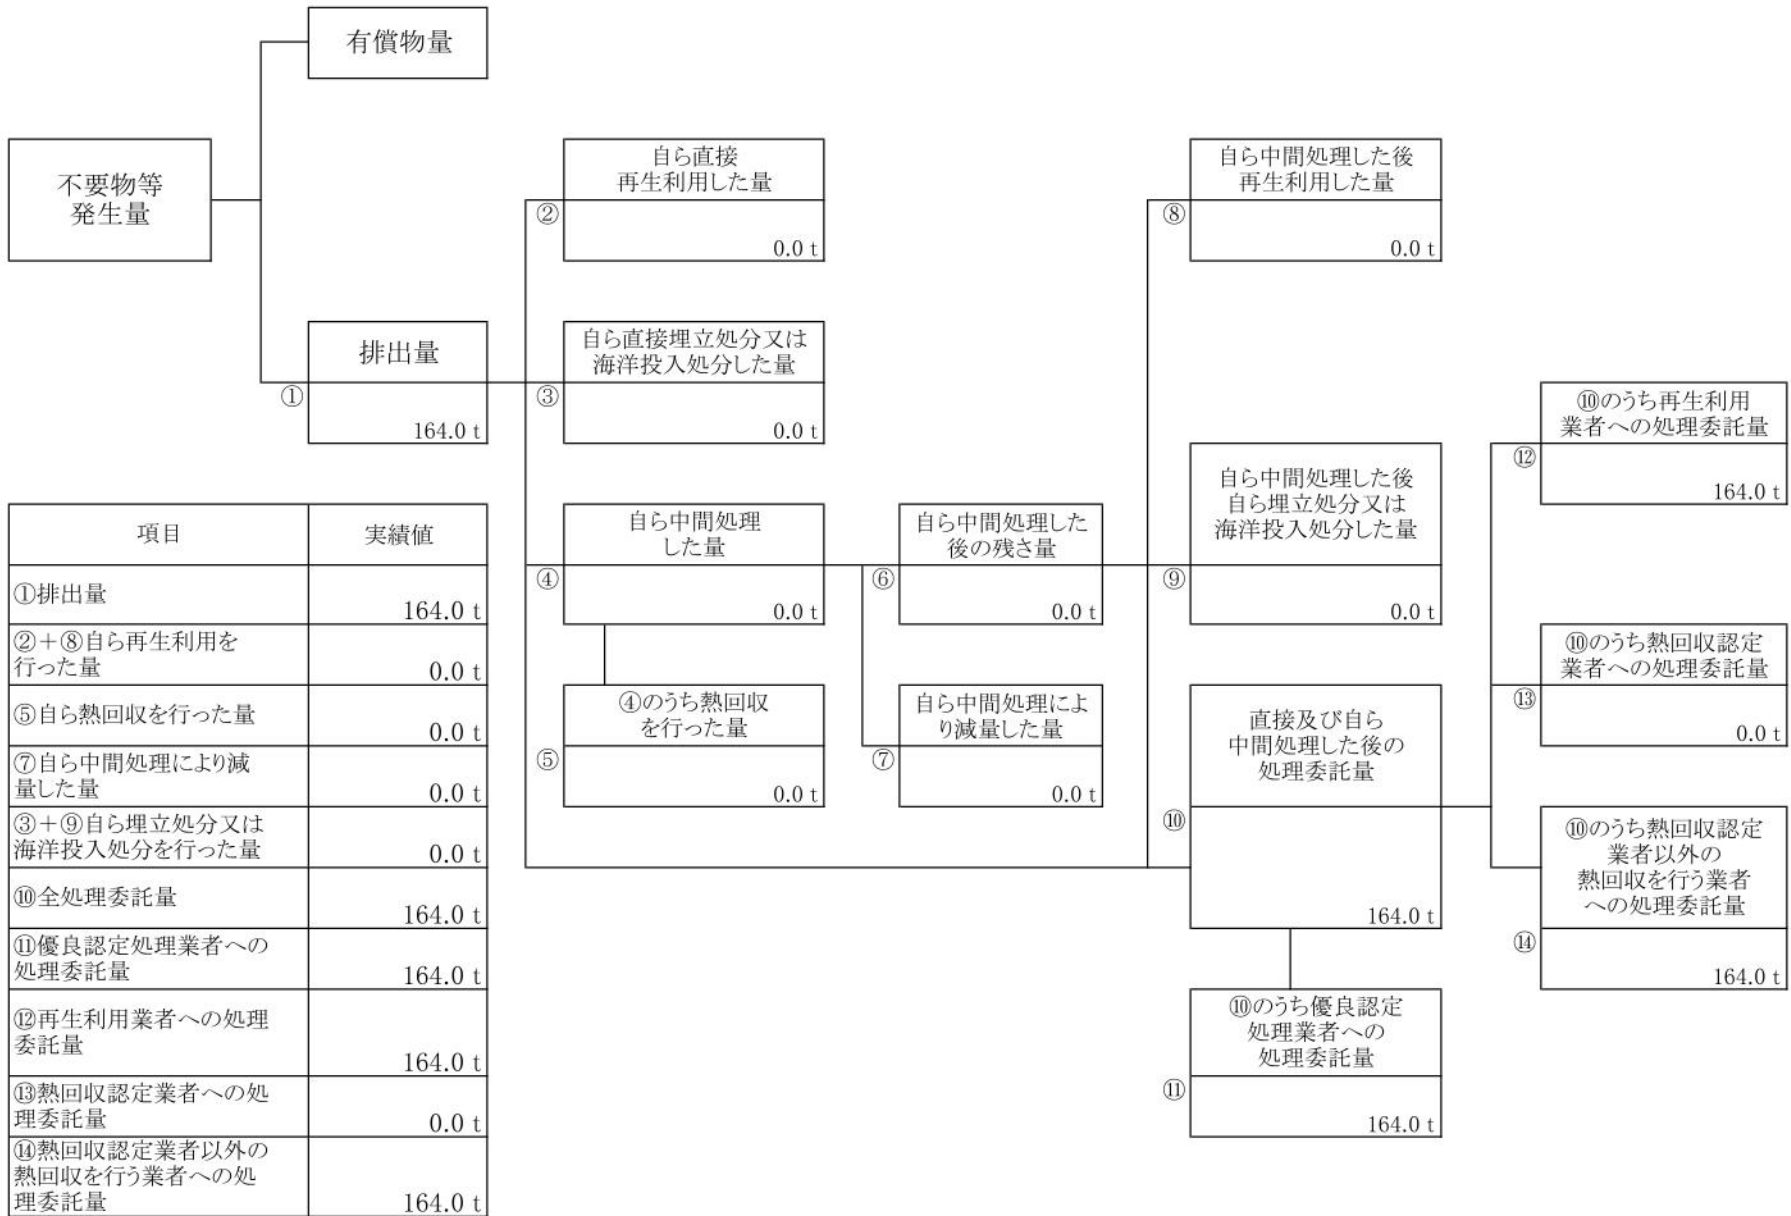 有償物量
不要物等
発生量
自ら直接
再生利用した量
②
0.0 t
自ら中間処理した後
再生利用した量
⑧
0.0 t
排出量
①
164.0 t
自ら直接埋立処分又は
海洋投入処分した量
③
0.0 t
⑩のうち再生利用
業者への処理委託量
⑫
164.0 t
自ら中間処理
した量
④
0.0 t
自ら中間処理した
後の残さ量
⑥
0.0 t
自ら中間処理した後
自ら埋立処分又は
海洋投入処分した量
⑨
0.0 t
⑩のうち熱回収認定
業者への処理委託量
⑬
0.0 t
④のうち熱回収
を行った量
⑤
0.0 t
自ら中間処理によ
り減量した量
⑦
0.0 t
直接及び自ら
中間処理した後の
処理委託量
⑩
164.0 t
⑩のうち熱回収認定
業者以外の
熱回収を行う業者
への処理委託量
⑭
164.0 t
⑩のうち優良認定
処理業者への
処理委託量
⑪
164.0 t
項目
実績値
①排出量
164.0 t
②+⑧自ら再生利用を
行った量
0.0 t
⑤自ら熱回収を行った量
0.0 t
⑦自ら中間処理により減
量した量
0.0 t
③+⑨自ら埋立処分又は
海洋投入処分を行った量
0.0 t
⑩全処理委託量
164.0 t
⑪優良認定処理業者への
処理委託量
164.0 t
⑫再生利用業者への処理
委託量
164.0 t
⑬熱回収認定業者への処
理委託量
0.0 t
⑭熱回収認定業者以外の
熱回収を行う業者への処
理委託量
164.0 t